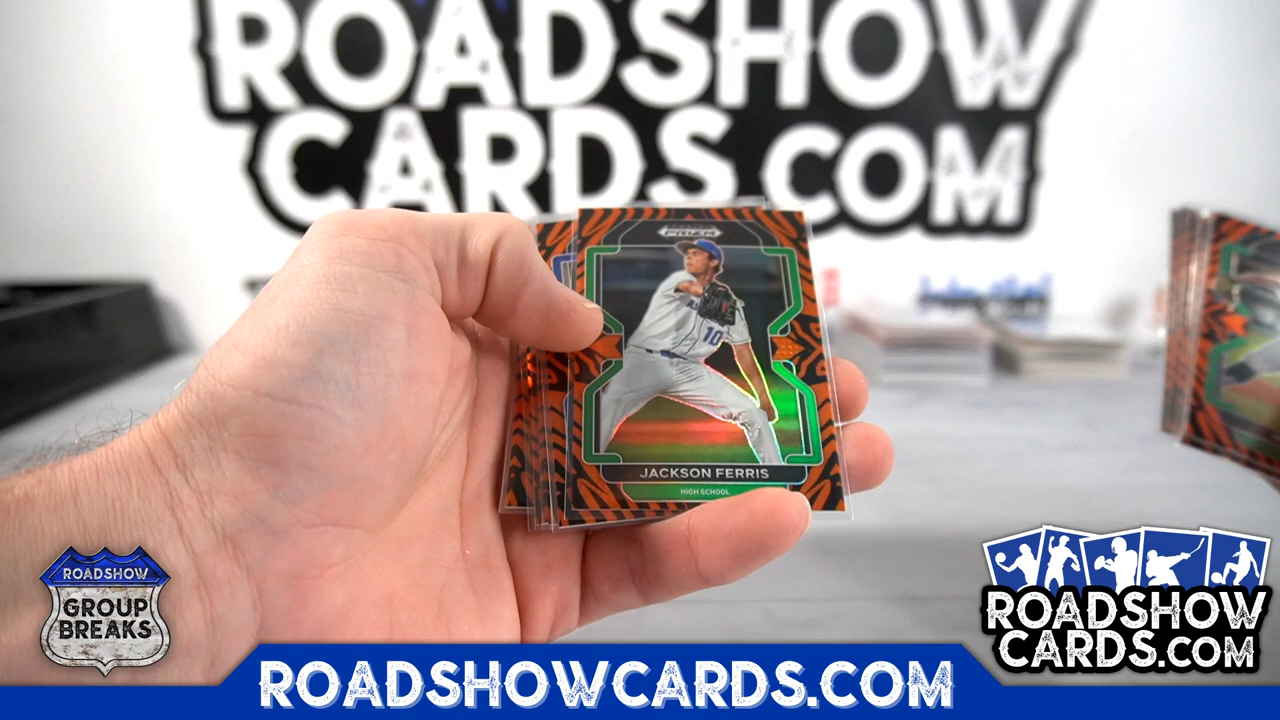 ROADSHOW
CARDS.COM
PRIZM
10
JACKSON FERRIS
HIGH SCHOOL
ROADSHOW
GROUP
BREAKS
ROADSHOW
CARDS.COM
ROADSHOWCARDS.COM